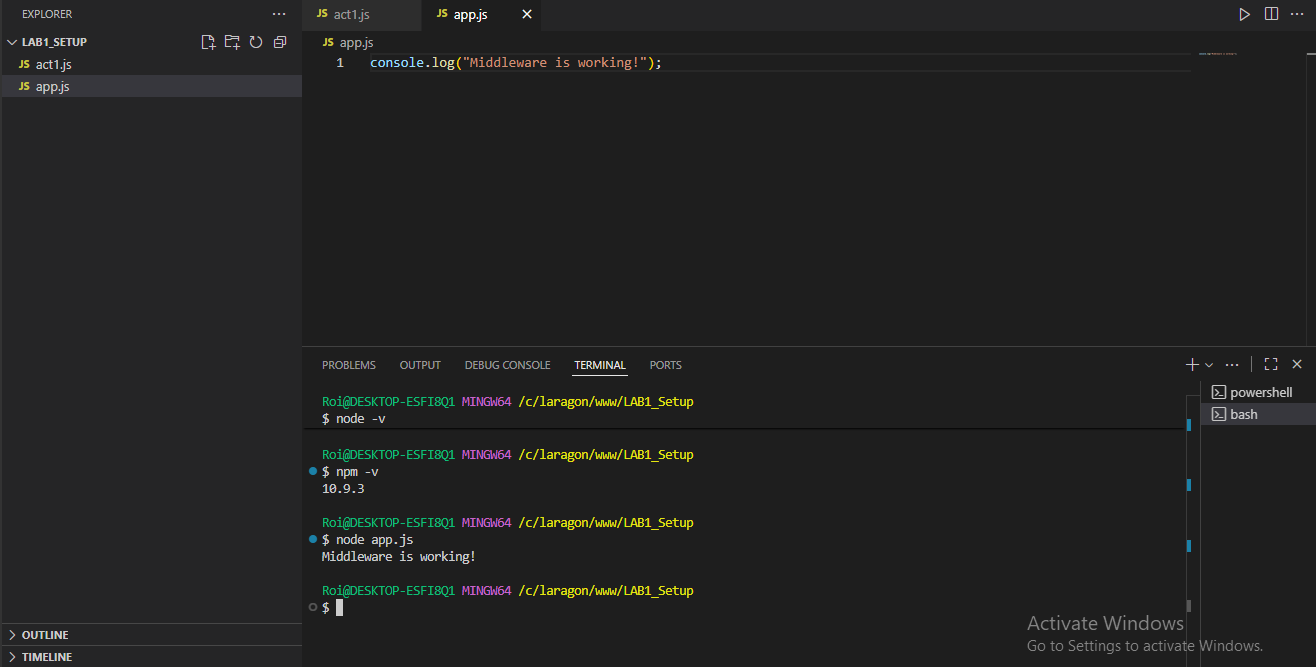 EXPLORER
LAB1_SETUP
JS act1.js
JS app.js
OUTLINE
TIMELINE
JS act1.js
JS app.js
JS app.js
1 console.log("Middleware is working!");
PROBLEMS OUTPUT DEBUG CONSOLE TERMINAL PORTS
Roi@DESKTOP-ESFI8Q1 MINGW64 /c/laragon/www/LAB1_Setup
$ node -v
Roi@DESKTOP-ESFI8Q1 MINGW64 /c/laragon/www/LAB1_Setup
$ npm -v
10.9.3
Roi@DESKTOP-ESFI8Q1 MINGW64 /c/laragon/www/LAB1_Setup
$ node app.js
Middleware is working!
Roi@DESKTOP-ESFI8Q1 MINGW64 /c/laragon/www/LAB1_Setup
$
powershell
bash
Activate Windows
Go to Settings to activate Windows.